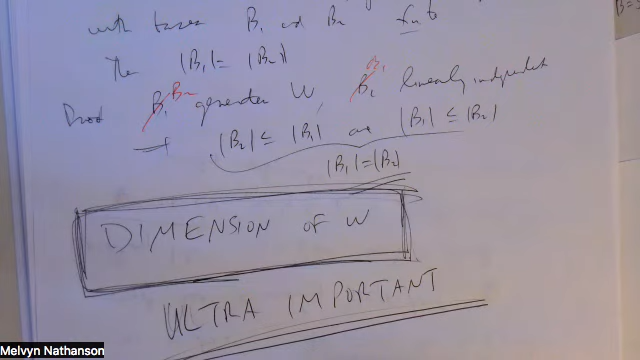 with bases B₁ and B₂ finite
Then |B₁| = |B₂|
Proof B₁ B₂ generates W, B₂ B₁ linearly independent
→ |B₂| ≤ |B₁| and |B₁| ≤ |B₂|
|B₁| = |B₂|
DIMENSION OF W
ULTRA IMPORTANT
Melvyn Nathanson